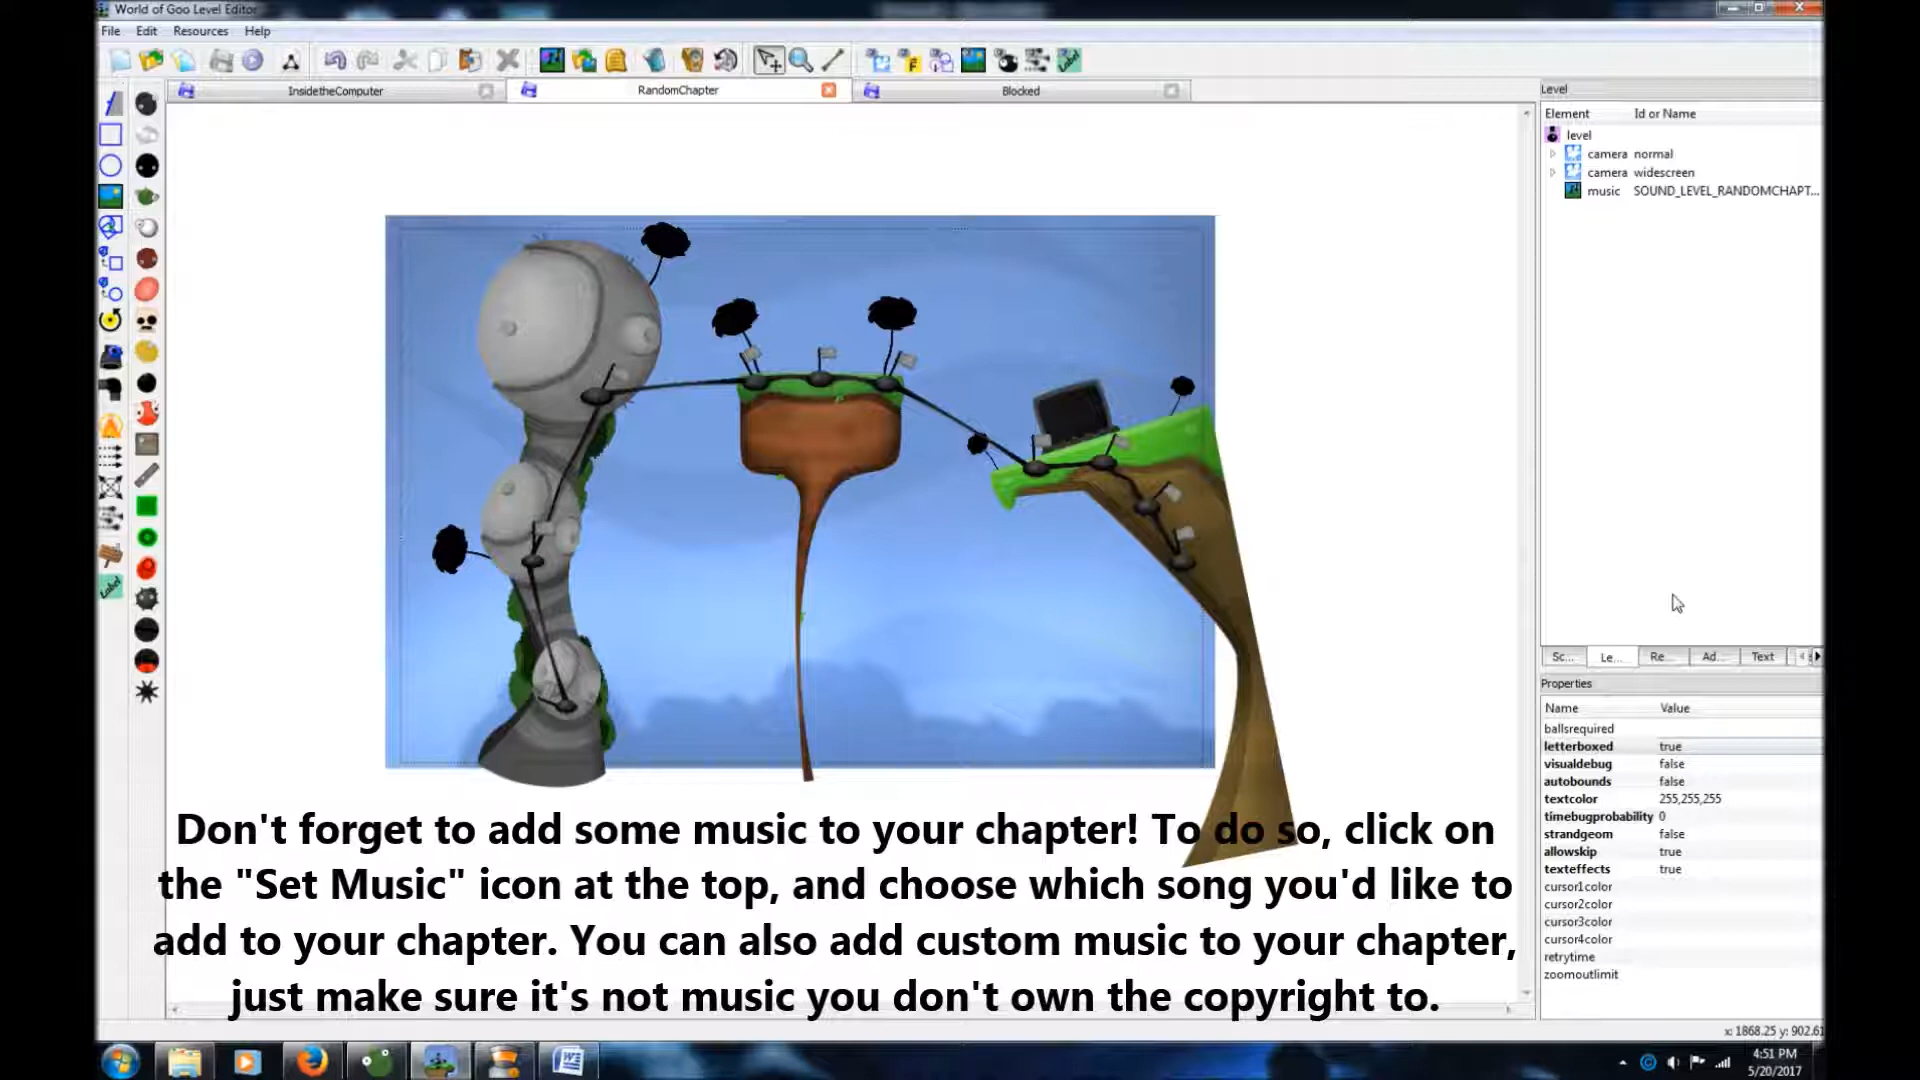 World of Goo Level Editor
File Edit Resources Help
InsidetheComputer RandomChapter Blocked
Level
Element Id or Name
level
camera normal
camera widescreen
music SOUND_LEVEL_RANDOMCHAPT...
Label
Label
Sc... Le... Re... Ad... Text
Properties
Name Value
ballsrequired
letterboxed true
visualdebug false
autobounds false
textcolor 255,255,255
timebugprobability 0
strandgeom false
allowskip true
texteffects true
cursor1color
cursor2color
cursor3color
cursor4color
retrytime
zoomoutlimit
Don't forget to add some music to your chapter! To do so, click on
the "Set Music" icon at the top, and choose which song you'd like to
add to your chapter. You can also add custom music to your chapter,
just make sure it's not music you don't own the copyright to.
x: 1868.25 y: 902.61
4:51 PM
5/20/2017